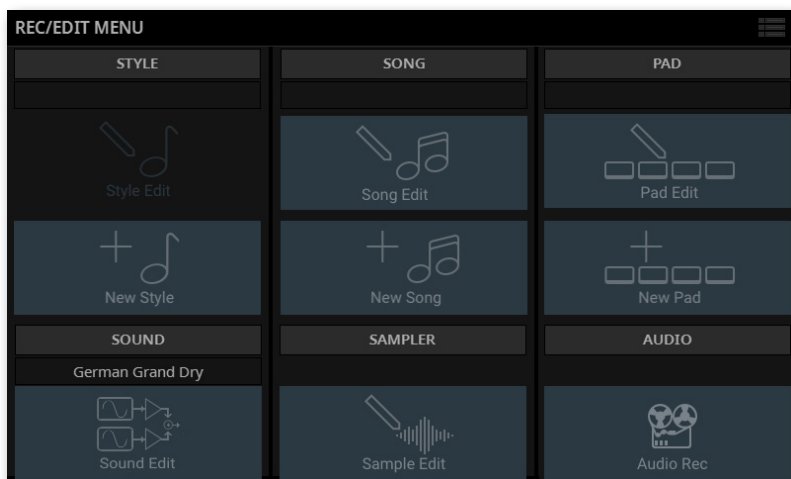 REC/EDIT MENU
STYLE
SONG
PAD
Style Edit
Song Edit
Pad Edit
New Style
New Song
New Pad
SOUND
SAMPLER
AUDIO
German Grand Dry
Sound Edit
Sample Edit
Audio Rec